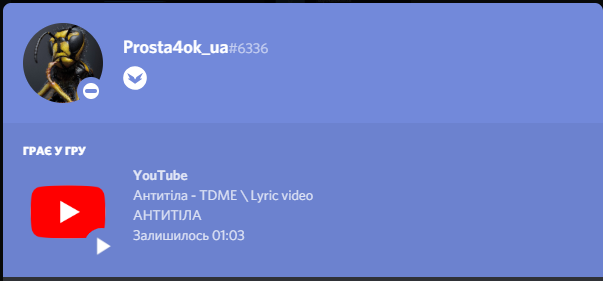 Prosta4ok_ua#6336
ГРАЄ У ГРУ
YouTube
Антитіла - TDME \ Lyric video
АНТИТІЛА
Залишилось 01:03